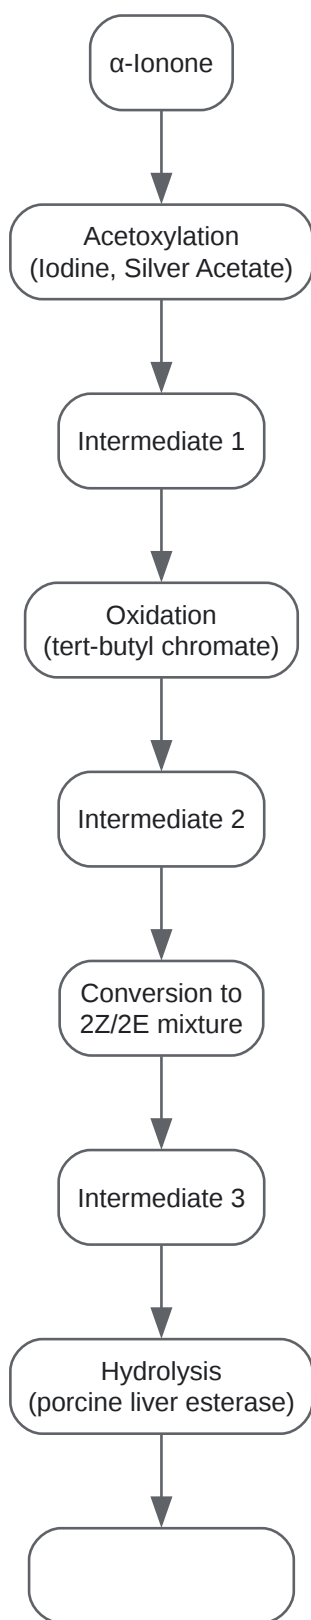 α-Ionone
Acetoxylation
(Iodine, Silver Acetate)
Intermediate 1
Oxidation
(tert-butyl chromate)
Intermediate 2
Conversion to
2Z/2E mixture
Intermediate 3
Hydrolysis
(porcine liver esterase)